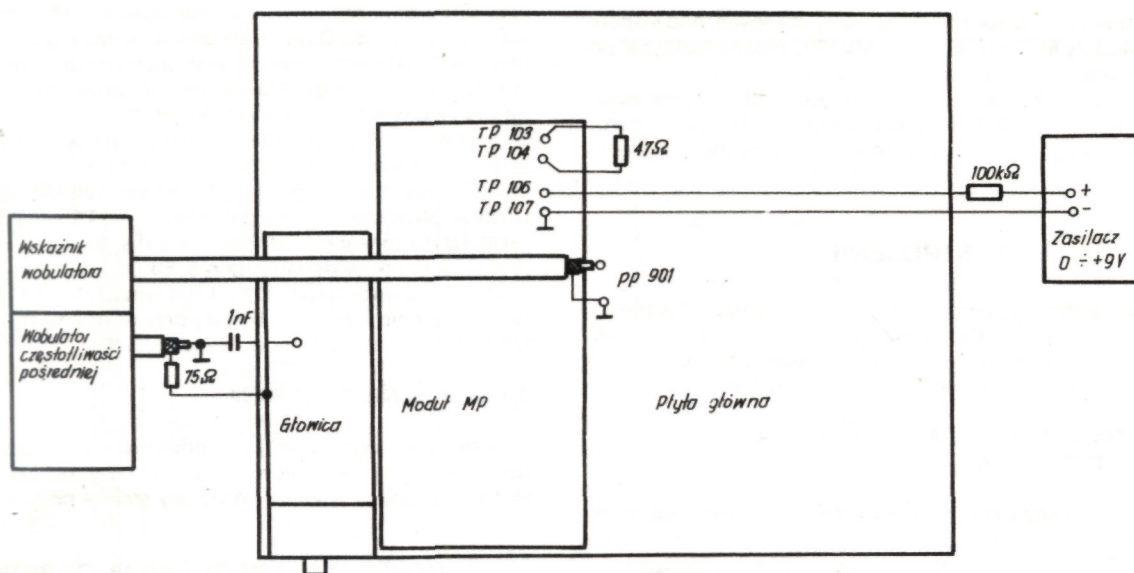 TP 103
TP 104
47Ω
TP 106
TP 107
100kΩ
+
-
Zasilacz
0 ÷ +9V
Wskaźnik
wobulatora
pp 901
1nF
Wobulator
częstotliwości
pośredniej
75Ω
Głowica
Moduł MP
Płyta główna